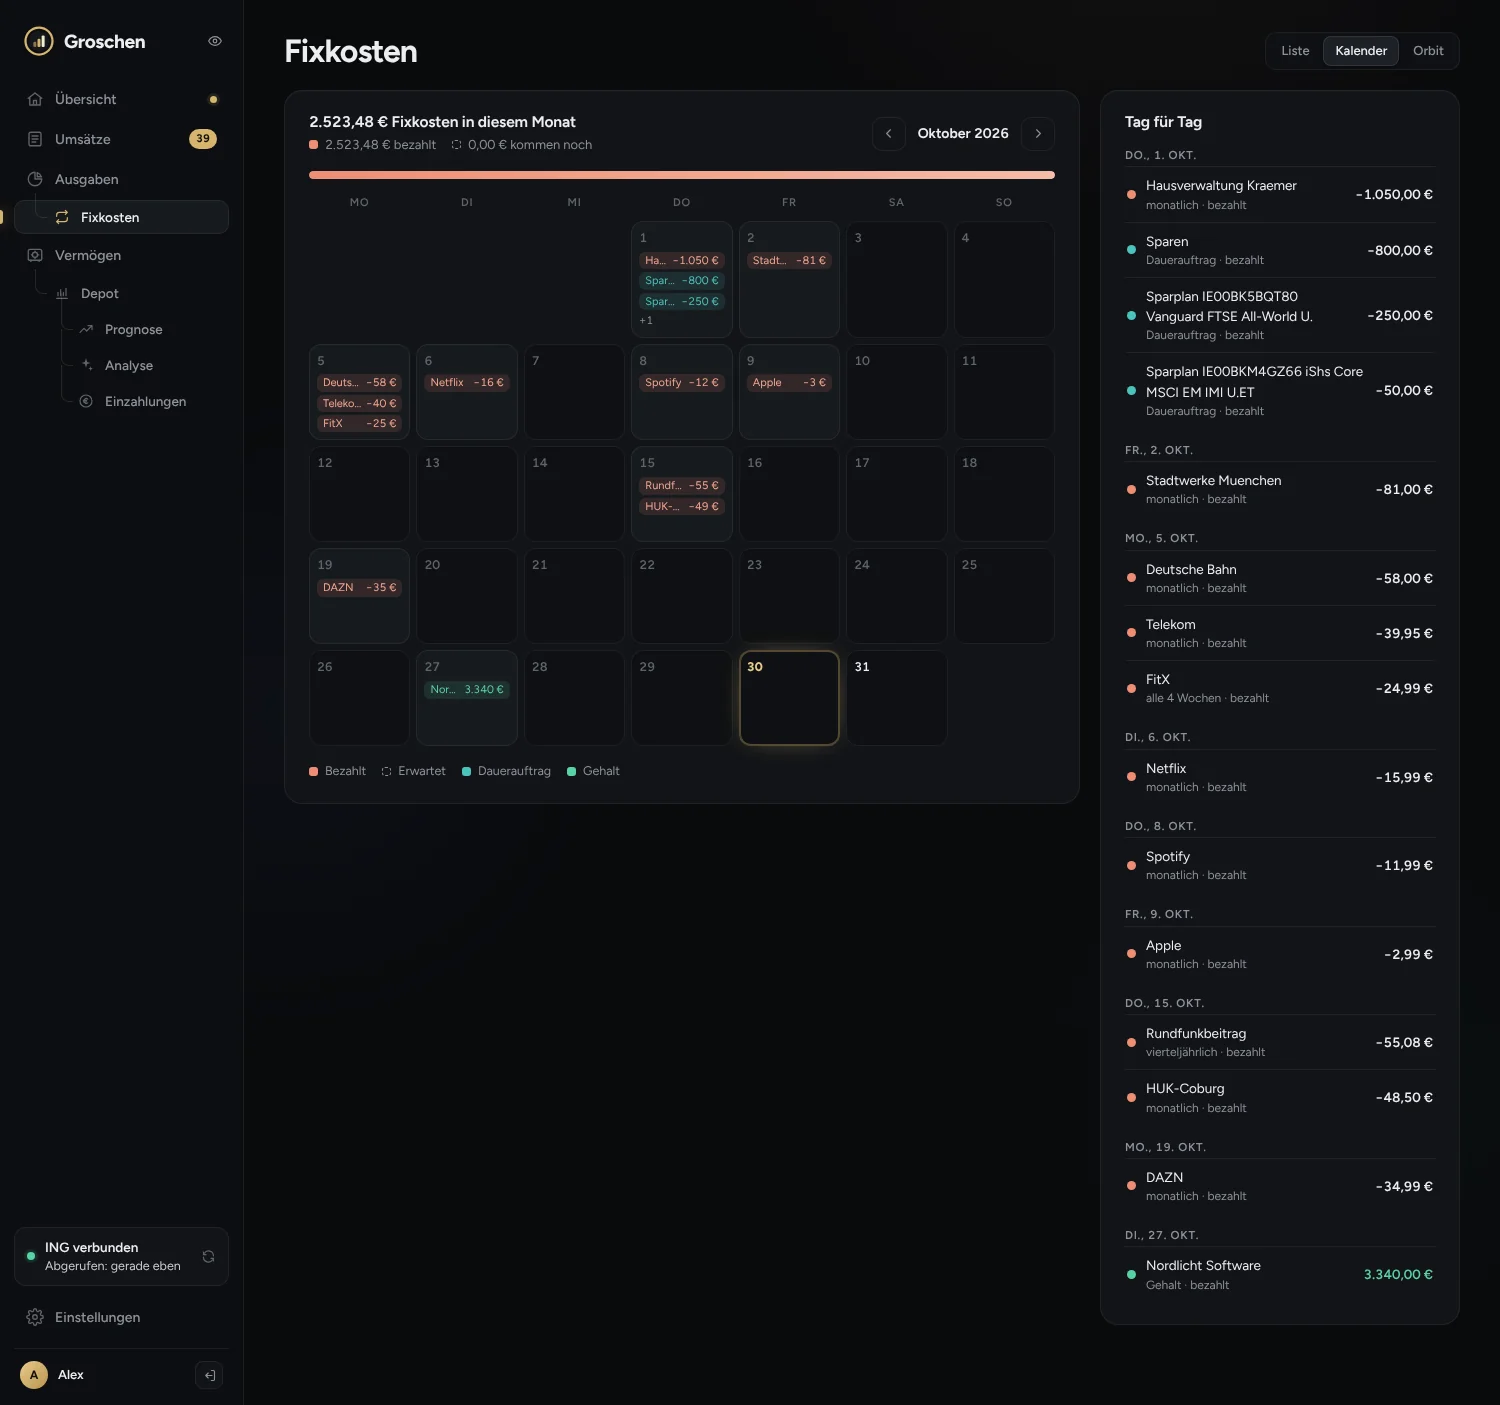 Groschen
Übersicht
Umsätze 39
Ausgaben
Fixkosten
Vermögen
Depot
Prognose
Analyse
Einzahlungen
ING verbunden
Abgerufen: gerade eben
Einstellungen
A Alex
Fixkosten
Liste Kalender Orbit
2.523,48 € Fixkosten in diesem Monat
2.523,48 € bezahlt 0,00 € kommen noch
Oktober 2026
MO DI MI DO FR SA SO
1 2 3 4
Ha… −1.050 € Stadt… −81 €
Spar… −800 €
Spar… −250 €
+1
5 6 7 8 9 10 11
Deuts… −58 € Netflix −16 € Spotify −12 € Apple −3 €
Teleko… −40 €
FitX −25 €
12 13 14 15 16 17 18
Rundf… −55 €
HUK-… −49 €
19 20 21 22 23 24 25
DAZN −35 €
26 27 28 29 30 31
Nor… 3.340 €
Bezahlt Erwartet Dauerauftrag Gehalt
Tag für Tag
DO., 1. OKT.
Hausverwaltung Kraemer −1.050,00 €
monatlich · bezahlt
Sparen −800,00 €
Dauerauftrag · bezahlt
Sparplan IE00BK5BQT80
Vanguard FTSE All-World U. −250,00 €
Dauerauftrag · bezahlt
Sparplan IE00BKM4GZ66 iShs Core
MSCI EM IMI U.ET −50,00 €
Dauerauftrag · bezahlt
FR., 2. OKT.
Stadtwerke Muenchen −81,00 €
monatlich · bezahlt
MO., 5. OKT.
Deutsche Bahn −58,00 €
monatlich · bezahlt
Telekom −39,95 €
monatlich · bezahlt
FitX −24,99 €
alle 4 Wochen · bezahlt
DI., 6. OKT.
Netflix −15,99 €
monatlich · bezahlt
DO., 8. OKT.
Spotify −11,99 €
monatlich · bezahlt
FR., 9. OKT.
Apple −2,99 €
monatlich · bezahlt
DO., 15. OKT.
Rundfunkbeitrag −55,08 €
vierteljährlich · bezahlt
HUK-Coburg −48,50 €
monatlich · bezahlt
MO., 19. OKT.
DAZN −34,99 €
monatlich · bezahlt
DI., 27. OKT.
Nordlicht Software 3.340,00 €
Gehalt · bezahlt